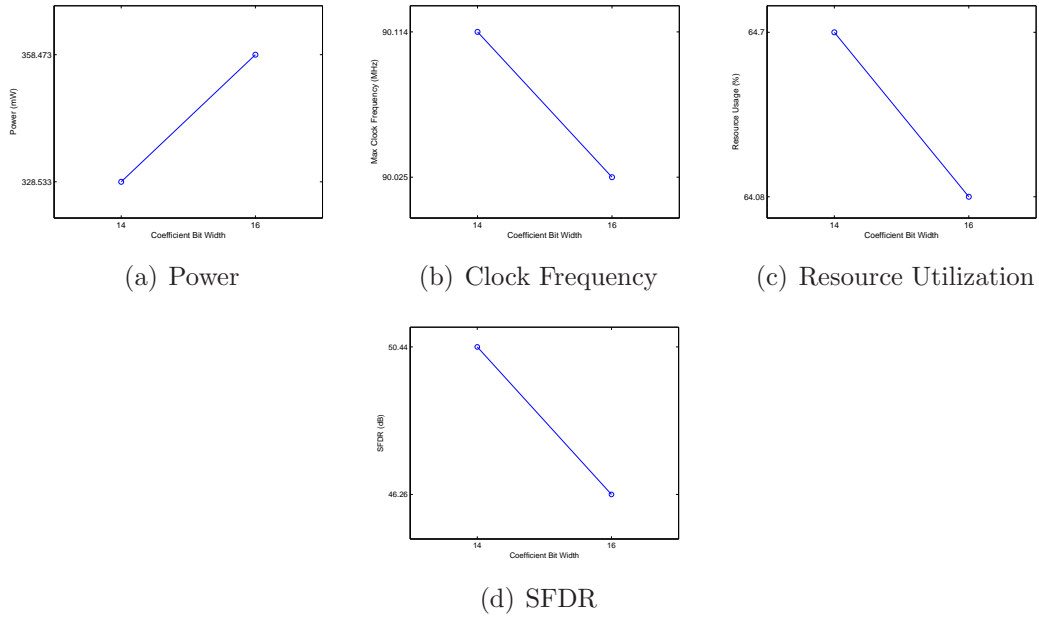 358.473
328.533
Power (mW)
14
16
Coefficient Bit Width
(a) Power
90.114
90.025
Max Clock Frequency (MHz)
14
16
Coefficient Bit Width
(b) Clock Frequency
64.7
64.08
Resource Usage (%)
14
16
Coefficient Bit Width
(c) Resource Utilization
50.44
46.26
SFDR (dB)
14
16
Coefficient Bit Width
(d) SFDR